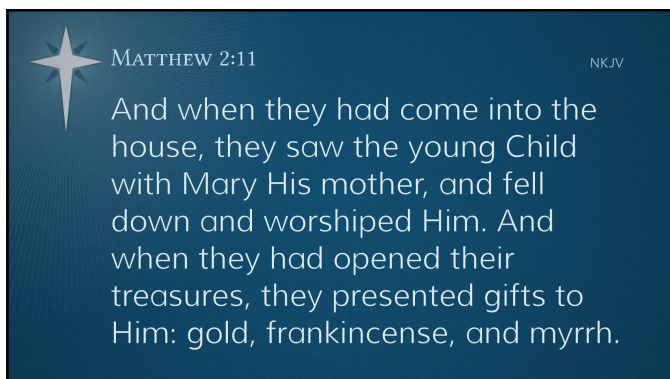 Matthew 2:11 NKJV
And when they had come into the
house, they saw the young Child
with Mary His mother, and fell
down and worshiped Him. And
when they had opened their
treasures, they presented gifts to
Him: gold, frankincense, and myrrh.